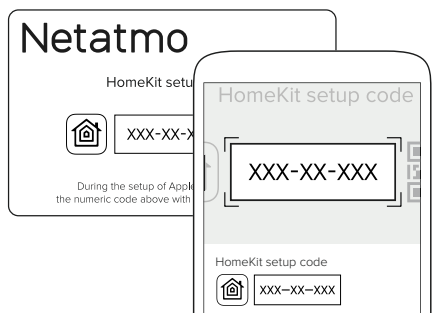 Netatmo
HomeKit setu
XXX-XX-X
During the setup of Apple
the numeric code above with
HomeKit setup code
XXX-XX-XXX
HomeKit setup code
XXX–XX–XXX